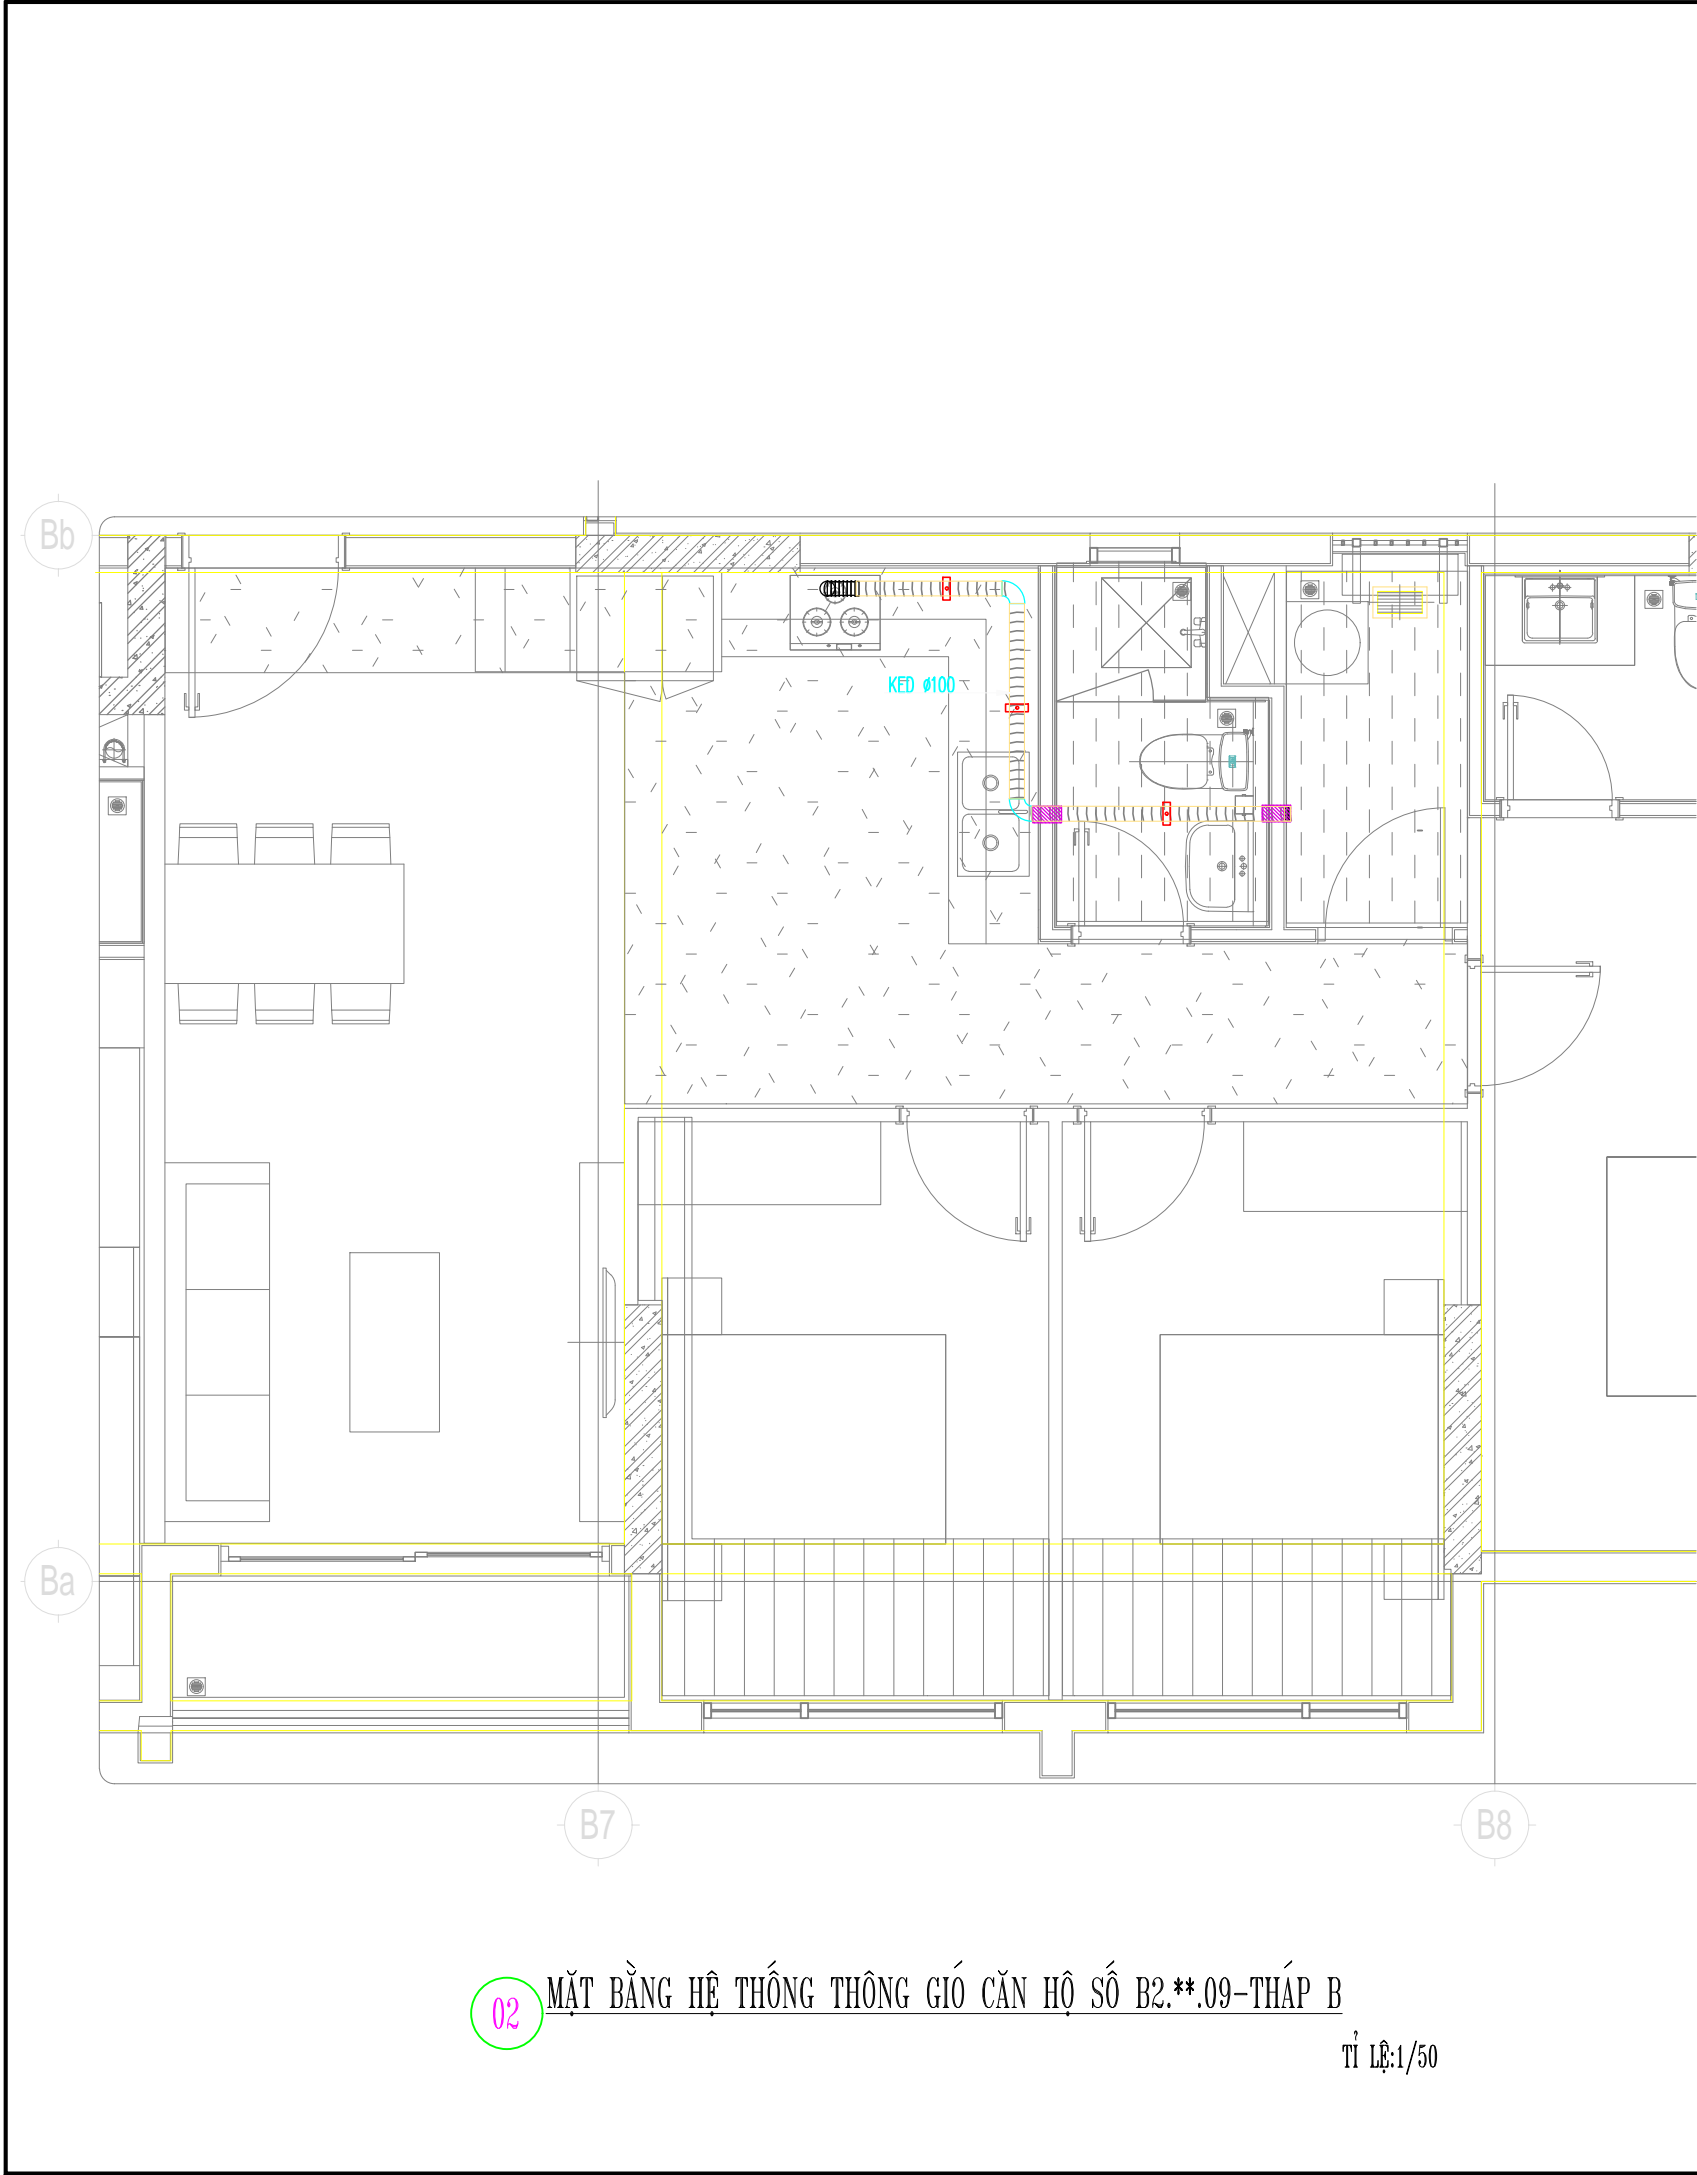 Bb
KED ø100
Ba
B7
B8
02
MẶT BẰNG HỆ THỐNG THÔNG GIÓ CĂN HỘ SỐ B2.**.09-THÁP B
TỈ LỆ:1/50